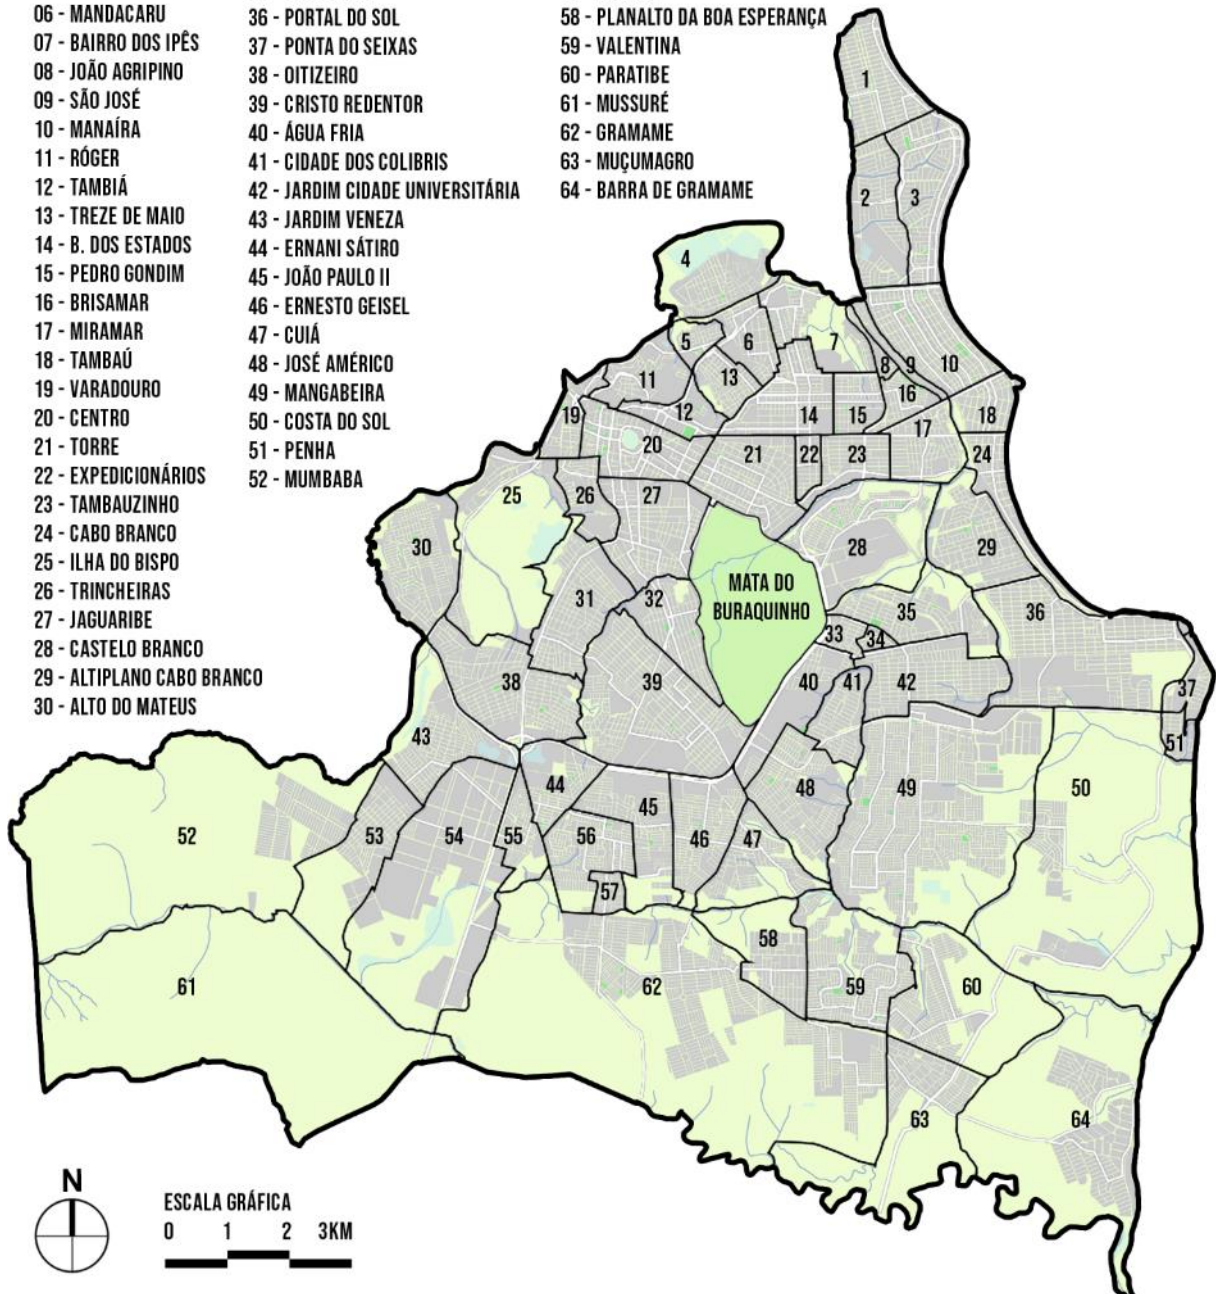 06 - MANDACARU
07 - BAIRRO DOS IPÊS
08 - JOÃO AGRIPINO
09 - SÃO JOSÉ
10 - MANAÍRA
11 - RÓGER
12 - TAMBIÁ
13 - TREZE DE MAIO
14 - B. DOS ESTADOS
15 - PEDRO GONDIM
16 - BRISAMAR
17 - MIRAMAR
18 - TAMBAÚ
19 - VARADOURO
20 - CENTRO
21 - TORRE
22 - EXPEDICIONÁRIOS
23 - TAMBAUZINHO
24 - CABO BRANCO
25 - ILHA DO BISPO
26 - TRINCHEIRAS
27 - JAGUARIBE
28 - CASTELO BRANCO
29 - ALTIPLANO CABO BRANCO
30 - ALTO DO MATEUS
36 - PORTAL DO SOL
37 - PONTA DO SEIXAS
38 - OITIZEIRO
39 - CRISTO REDENTOR
40 - ÁGUA FRIA
41 - CIDADE DOS COLIBRIS
42 - JARDIM CIDADE UNIVERSITÁRIA
43 - JARDIM VENEZA
44 - ERNANI SÁTIRO
45 - JOÃO PAULO II
46 - ERNESTO GEISEL
47 - CUIÁ
48 - JOSÉ AMÉRICO
49 - MANGABEIRA
50 - COSTA DO SOL
51 - PENHA
52 - MUMBABA
58 - PLANALTO DA BOA ESPERANÇA
59 - VALENTINA
60 - PARATIBE
61 - MUSSURÉ
62 - GRAMAME
63 - MUÇUMAGRO
64 - BARRA DE GRAMAME
1
2
3
4
5
6
7
8
9
10
11
12
13
14
15
16
17
18
19
20
21
22
23
24
25
26
27
28
29
30
MATA DO
BURAQUINHO
31
32
33
34
35
36
37
38
39
40
41
42
43
44
45
46
47
48
49
50
51
52
53
54
55
56
57
58
59
60
61
62
63
64
N
ESCALA GRÁFICA
0 1 2 3KM